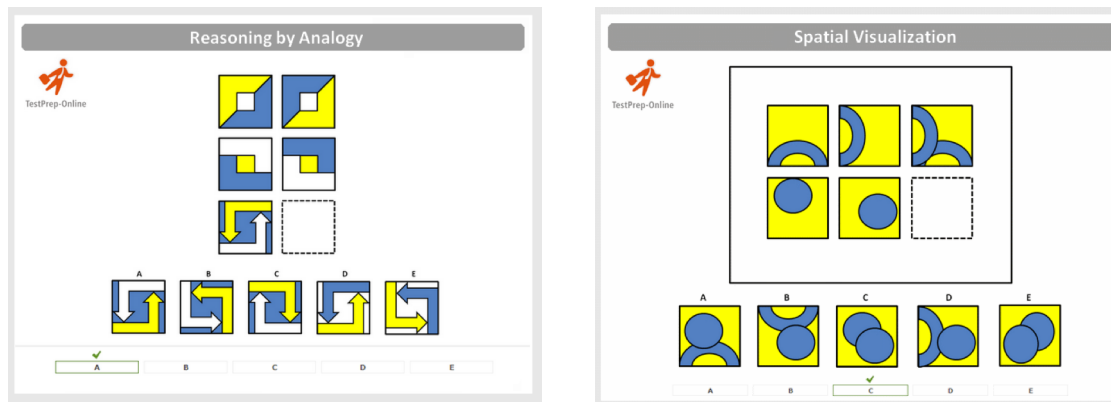 Reasoning by Analogy
TestPrep-Online
A B C D E
A B C D E
Spatial Visualization
TestPrep-Online
A B C D E
A B C D E